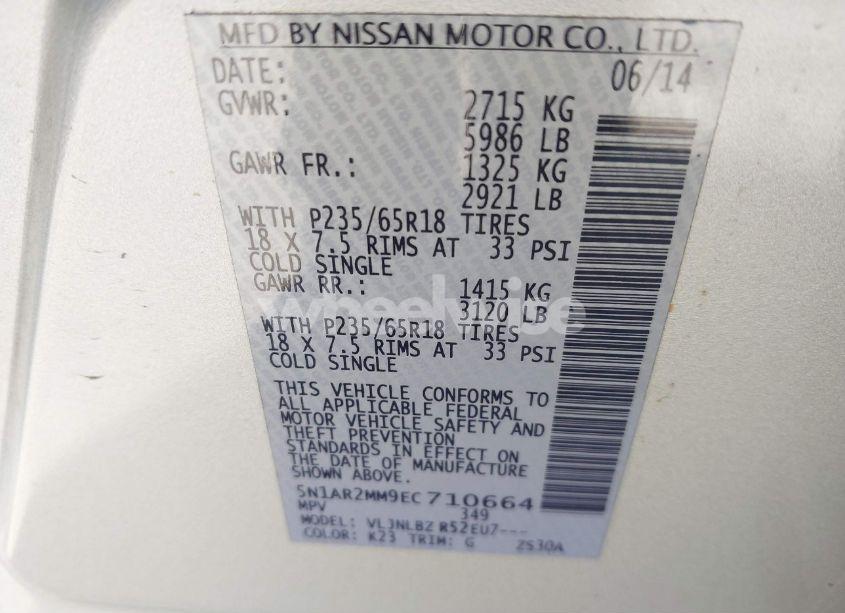 MFD BY NISSAN MOTOR CO., LTD.
DATE: 06/14
GVWR: 2715 KG
5986 LB
GAWR FR.: 1325 KG
2921 LB
WITH P235/65R18 TIRES
18 X 7.5 RIMS AT 33 PSI
COLD SINGLE
GAWR RR.: 1415 KG
3120 LB
WITH P235/65R18 TIRES
18 X 7.5 RIMS AT 33 PSI
COLD SINGLE
THIS VEHICLE CONFORMS TO
ALL APPLICABLE FEDERAL
MOTOR VEHICLE SAFETY AND
THEFT PREVENTION
STANDARDS IN EFFECT ON
THE DATE OF MANUFACTURE
SHOWN ABOVE.
5N1AR2MM9EC710664
MPV 349
MODEL: VLJNLBZ R52EU7---
COLOR: K23 TRIM: G 2530A